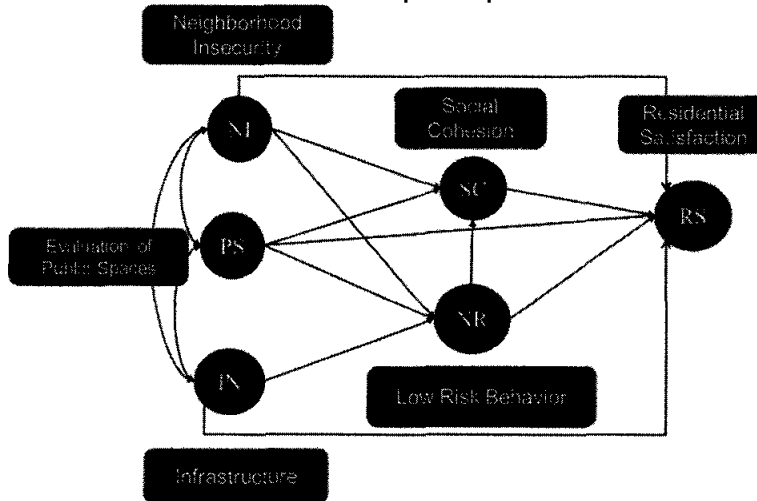 Neighborhood
Insecurity
NI
Social
Cohesion
Residential
Satisfaction
SC
RS
Evaluation of
Public Spaces
PS
NR
IN
Low Risk Behavior
Infrastructure